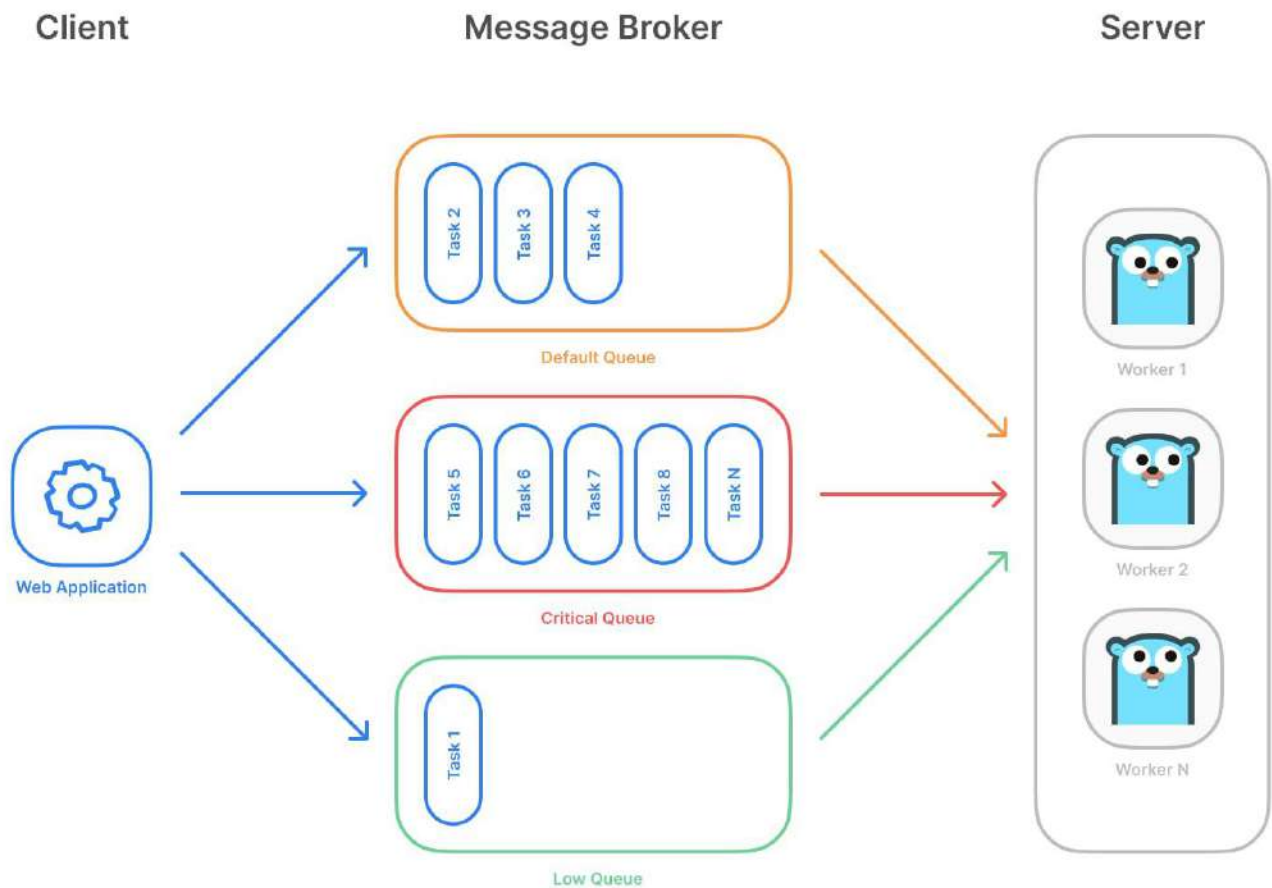 Client
Message Broker
Server
Task 2
Task 3
Task 4
Default Queue
Worker 1
Web Application
Task 5
Task 6
Task 7
Task 8
Task N
Critical Queue
Worker 2
Task 1
Low Queue
Worker N